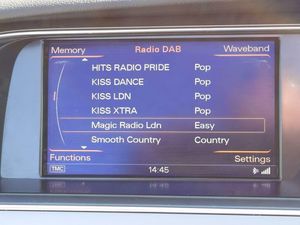 Memory Radio DAB Waveband
HITS RADIO PRIDE Pop
KISS DANCE Pop
KISS LDN Pop
KISS XTRA Pop
Magic Radio Ldn Easy
Smooth Country Country
Functions Settings
TMC 14:45